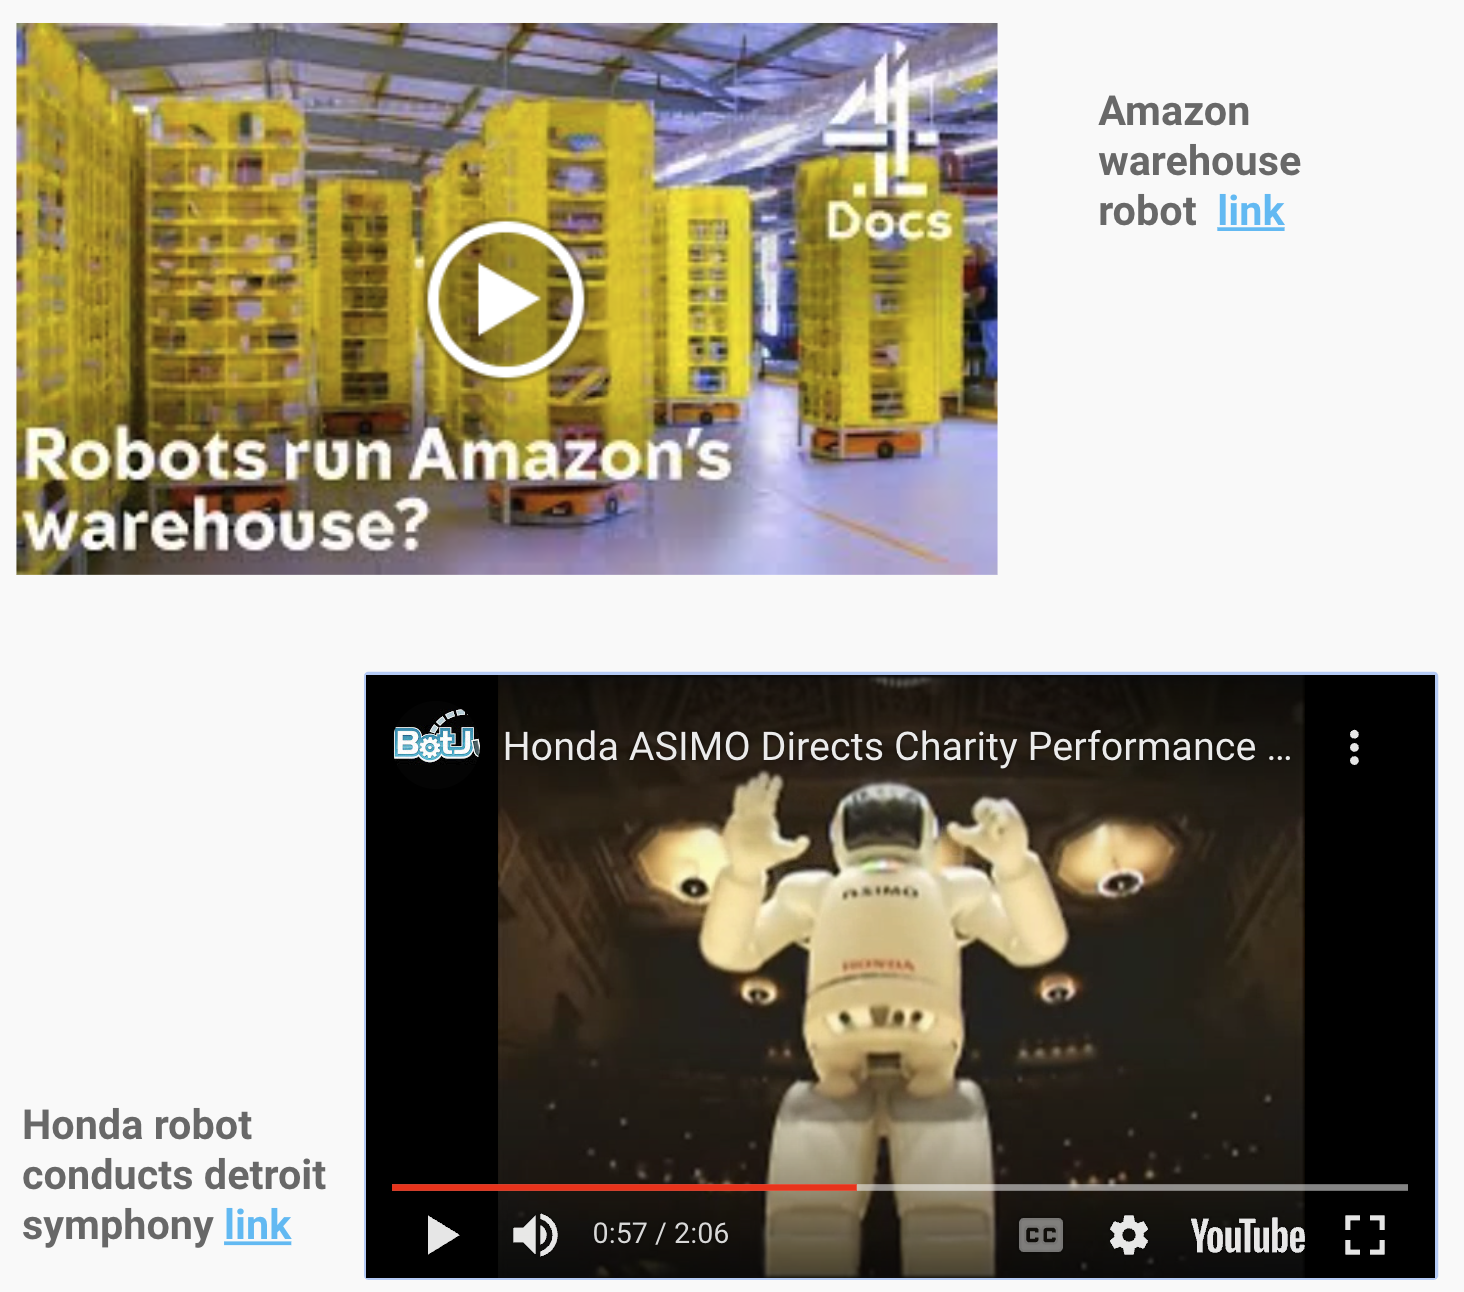 Docs
Robots run Amazon's
warehouse?
Amazon
warehouse
robot link
BotJ
Honda ASIMO Directs Charity Performance ...
ASIMO
HONDA
Honda robot
conducts detroit
symphony link
0:57 / 2:06
CC
YouTube